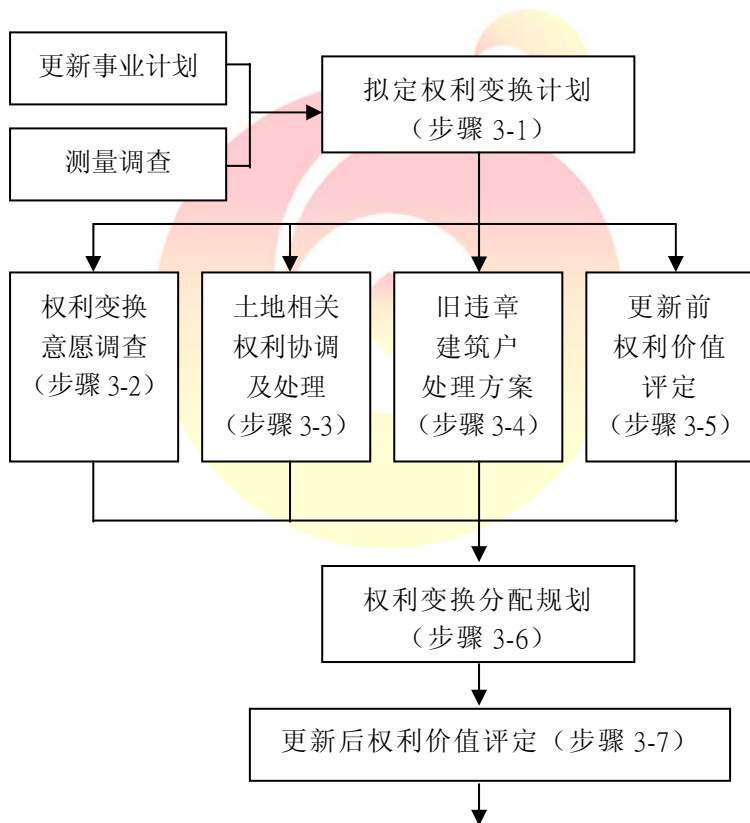 更新事业计划
测量调查
拟定权利变换计划
（步骤 3-1）
权利变换
意愿调查
（步骤 3-2）
土地相关
权利协调
及处理
（步骤 3-3）
旧违章
建筑户
处理方案
（步骤 3-4）
更新前
权利价值
评定
（步骤 3-5）
权利变换分配规划
（步骤 3-6）
更新后权利价值评定（步骤 3-7）